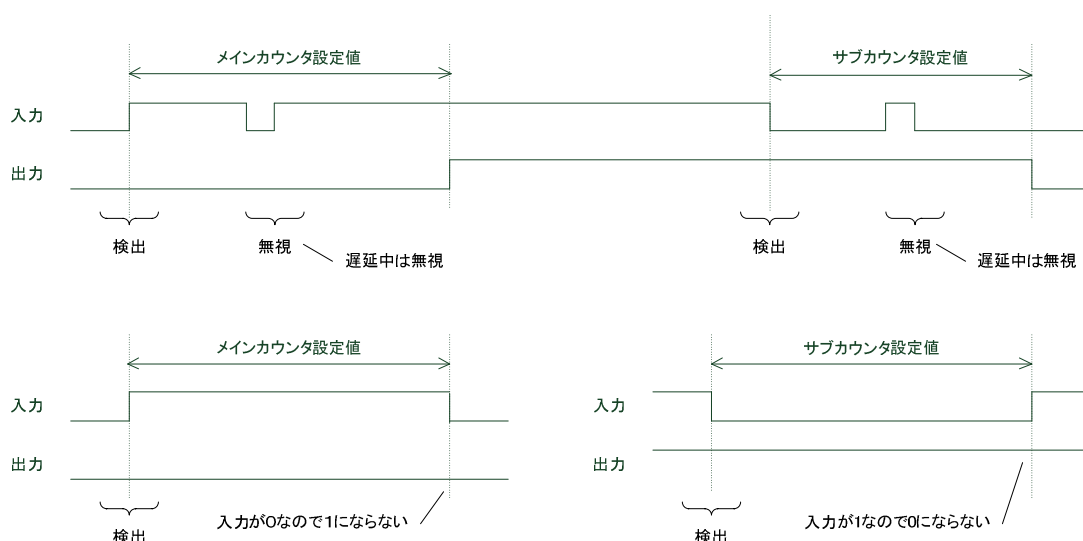 メインカウンタ設定値
サブカウンタ設定値
入力
出力
検出
無視
遅延中は無視
検出
無視
遅延中は無視
メインカウンタ設定値
サブカウンタ設定値
入力
入力
出力
出力
検出
入力が0なので1にならない
検出
入力が1なので0にならない